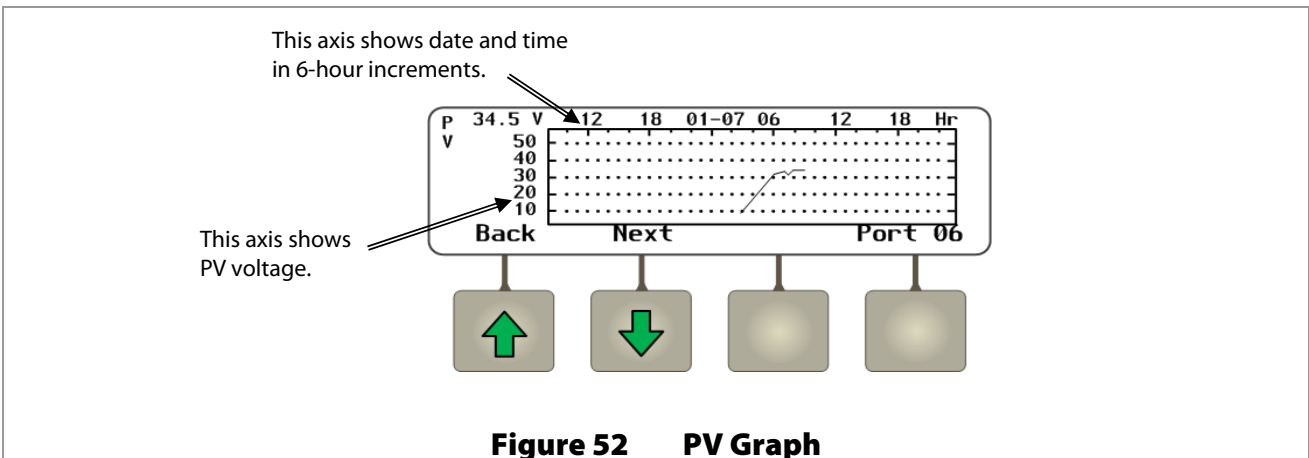 This axis shows date and time
in 6-hour increments.
P 34.5 V 12 18 01-07 06 12 18 Hr
V
50
40
30
20
10
This axis shows
PV voltage.
Back Next Port 06
Figure 52 PV Graph